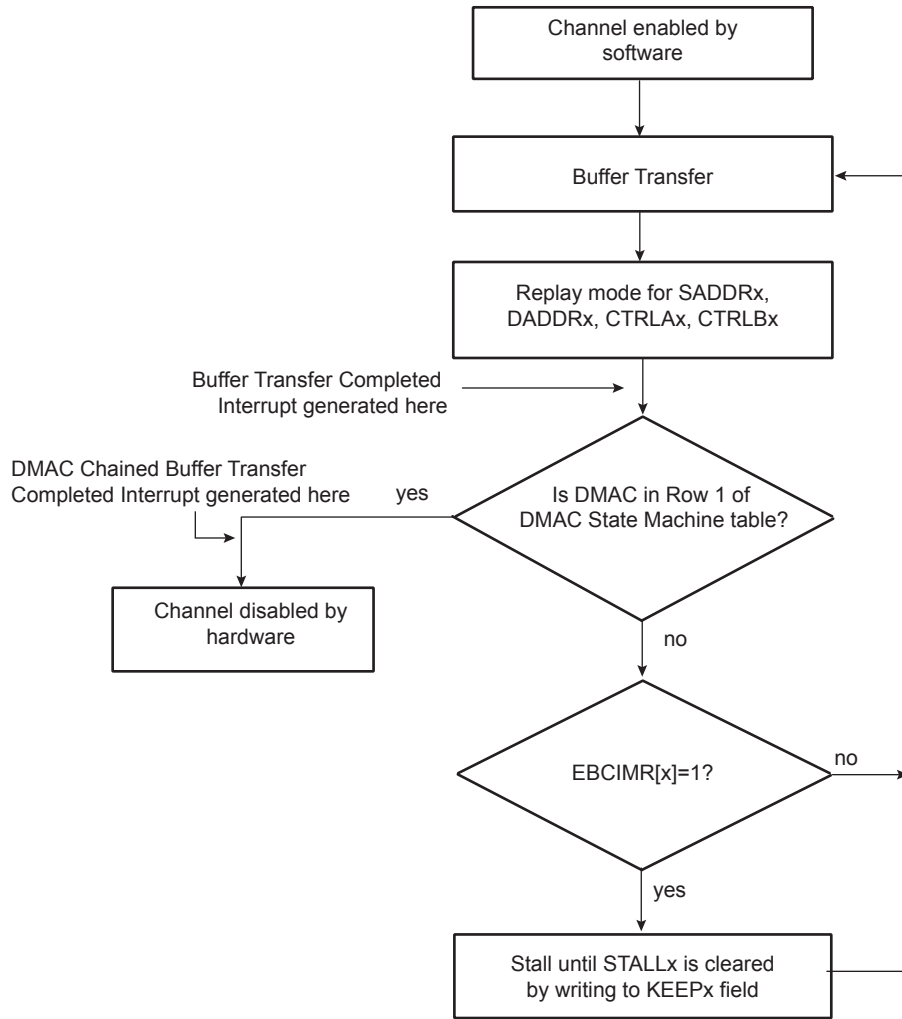 Channel enabled by
software
Buffer Transfer
Replay mode for SADDRx,
DADDRx, CTRLAx, CTRLBx
Buffer Transfer Completed
Interrupt generated here
DMAC Chained Buffer Transfer
Completed Interrupt generated here
yes
Is DMAC in Row 1 of
DMAC State Machine table?
Channel disabled by
hardware
no
EBCIMR[x]=1?
no
yes
Stall until STALLx is cleared
by writing to KEEPx field